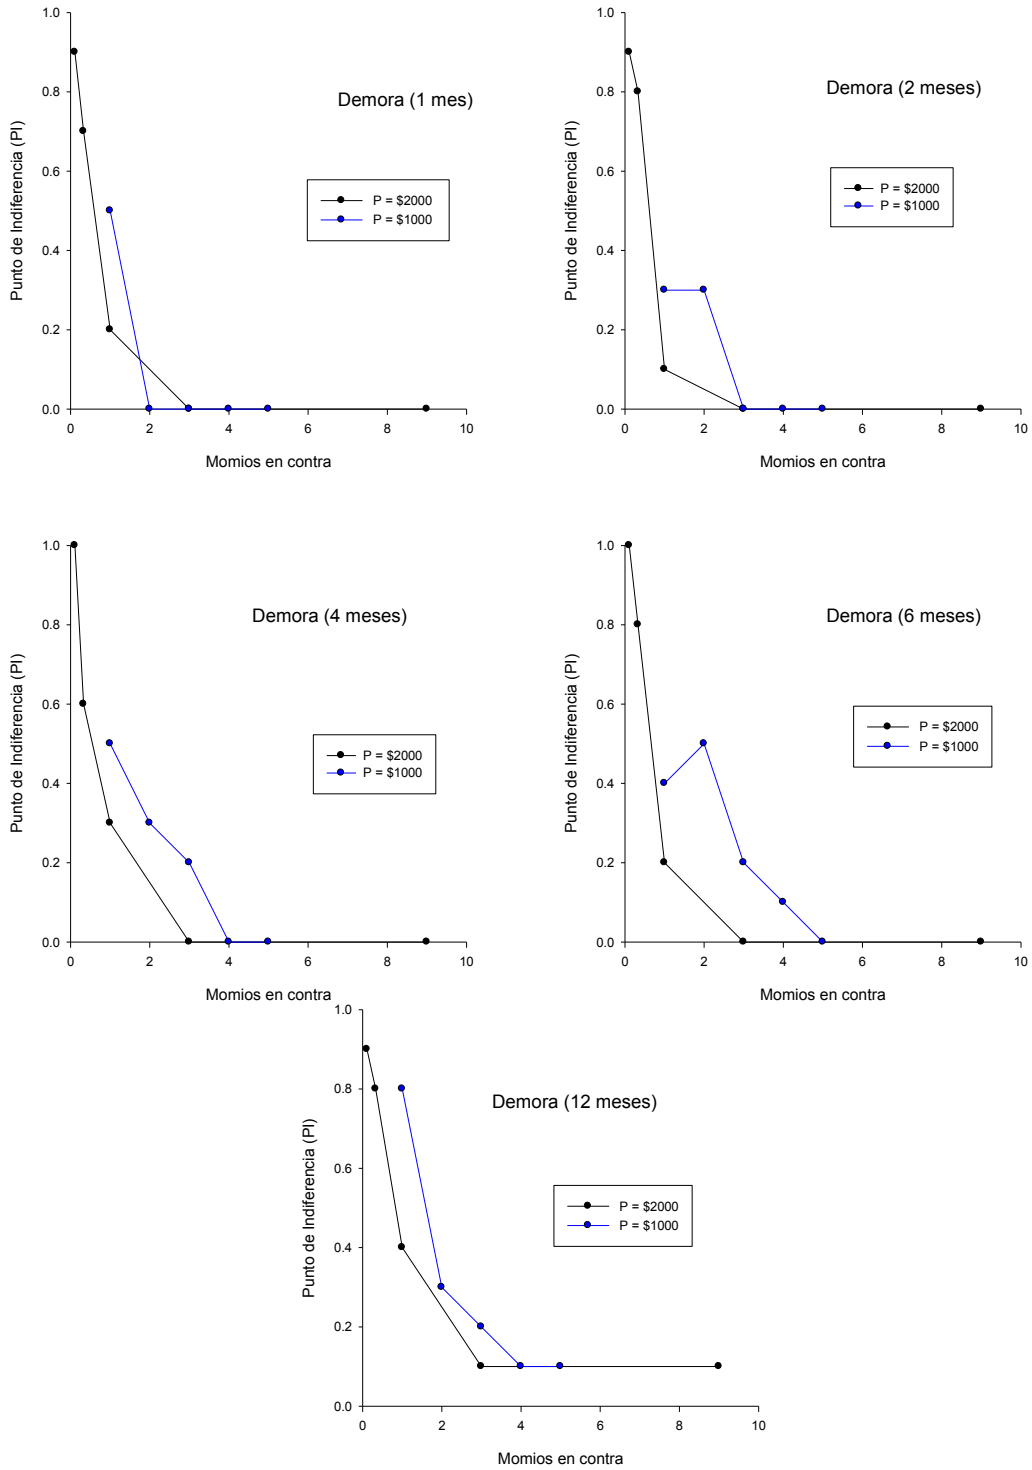 1.0
0.8
0.6
0.4
0.2
0.0
Punto de Indiferencia (PI)
Demora (1 mes)
P = $2000
P = $1000
0 2 4 6 8 10
Momios en contra
1.0
0.8
0.6
0.4
0.2
0.0
Punto de Indiferencia (PI)
Demora (2 meses)
P = $2000
P = $1000
0 2 4 6 8 10
Momios en contra
1.0
0.8
0.6
0.4
0.2
0.0
Punto de Indiferencia (PI)
Demora (4 meses)
P = $2000
P = $1000
0 2 4 6 8 10
Momios en contra
1.0
0.8
0.6
0.4
0.2
0.0
Punto de Indiferencia (PI)
Demora (6 meses)
P = $2000
P = $1000
0 2 4 6 8 10
Momios en contra
1.0
0.8
0.6
0.4
0.2
0.0
Punto de Indiferencia (PI)
Demora (12 meses)
P = $2000
P = $1000
0 2 4 6 8 10
Momios en contra